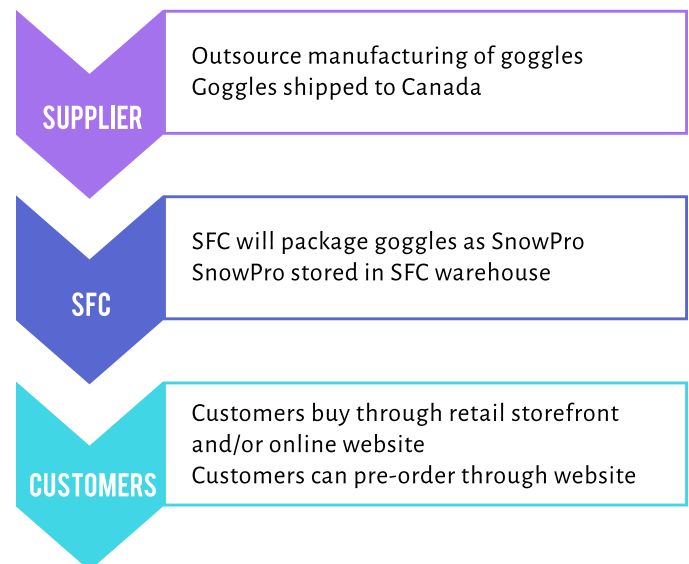 Outsource manufacturing of goggles
Goggles shipped to Canada
SUPPLIER
SFC will package goggles as SnowPro
SnowPro stored in SFC warehouse
SFC
Customers buy through retail storefront
and/or online website
Customers can pre-order through website
CUSTOMERS